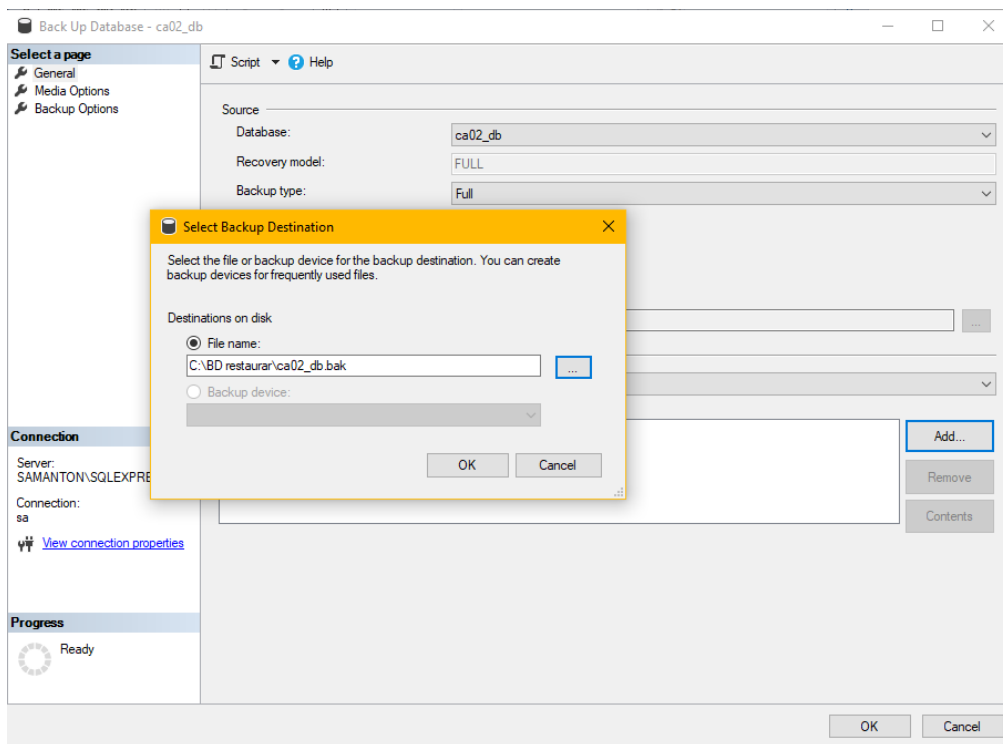 Back Up Database - ca02_db
Select a page
General
Media Options
Backup Options
Script
Help
Source
Database:
ca02_db
Recovery model:
FULL
Backup type:
Full
Select Backup Destination
Select the file or backup device for the backup destination. You can create
backup devices for frequently used files.
Destinations on disk
File name:
C:\BD restaurar\ca02_db.bak
...
Backup device:
OK
Cancel
...
Add...
Remove
Contents
Connection
Server:
SAMANTON\SQLEXPRE
Connection:
sa
View connection properties
Progress
Ready
OK
Cancel